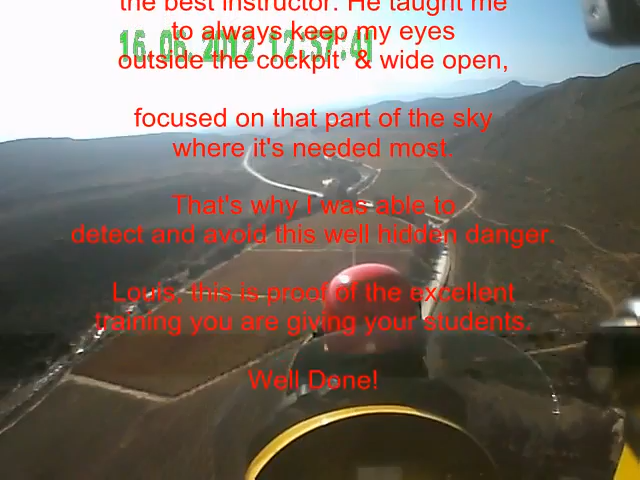 the best instructor. He taught me
to always keep my eyes
16.06.2012 12:57:41
outside the cockpit & wide open,
focused on that part of the sky
where it's needed most.
That's why I was able to
detect and avoid this well hidden danger.
Louis, this is proof of the excellent
training you are giving your students.
Well Done!